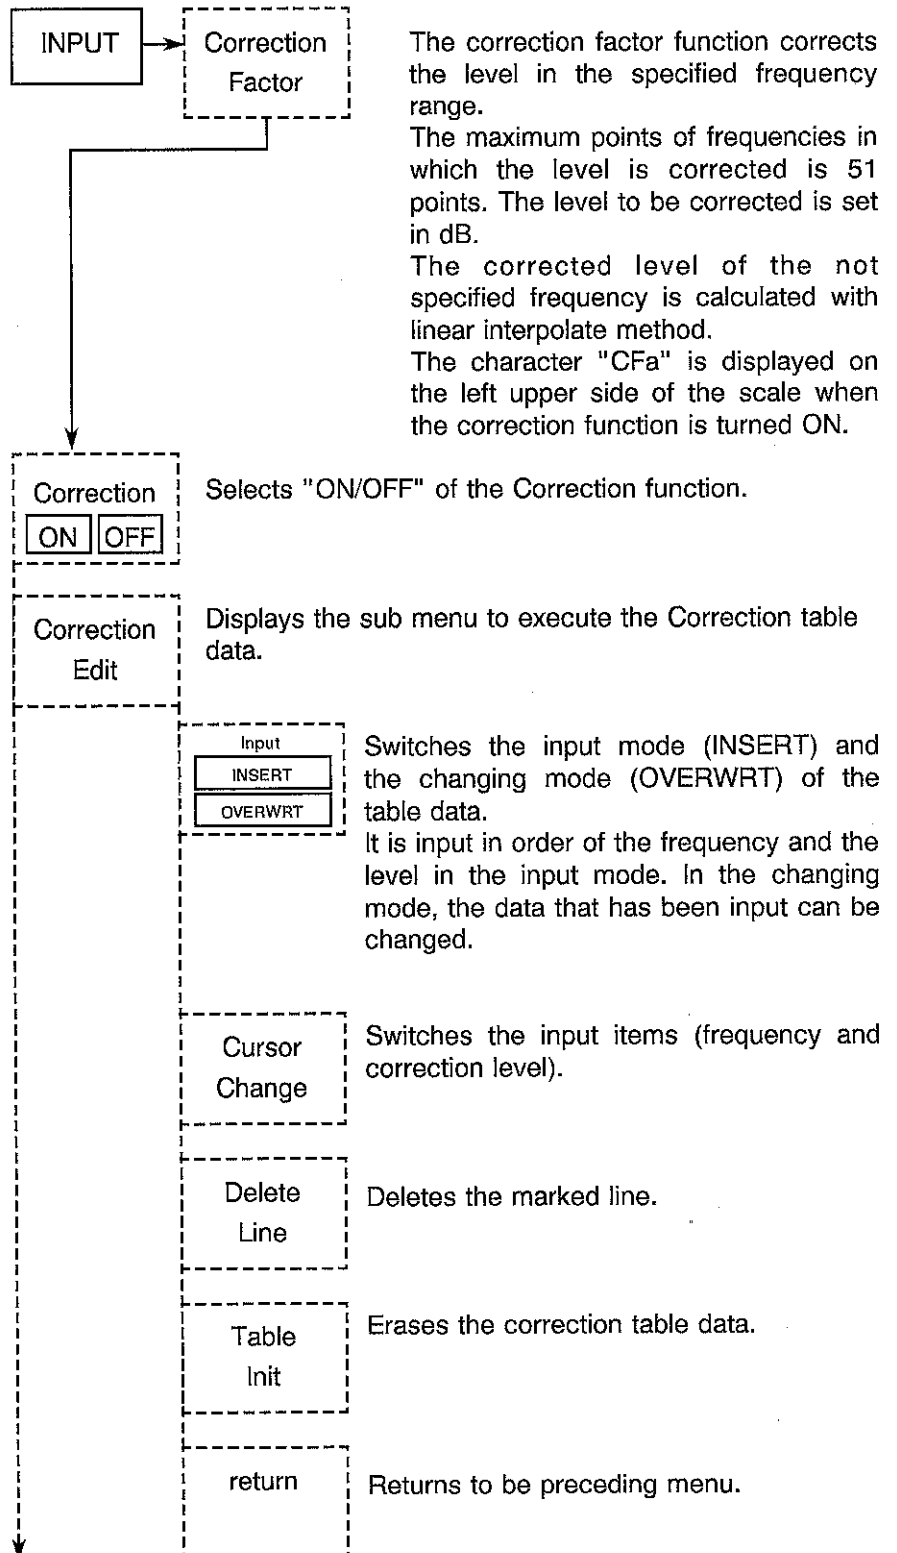 INPUT
Correction
Factor
The correction factor function corrects
the level in the specified frequency
range.
The maximum points of frequencies in
which the level is corrected is 51
points. The level to be corrected is set
in dB.
The corrected level of the not
specified frequency is calculated with
linear interpolate method.
The character "CFa" is displayed on
the left upper side of the scale when
the correction function is turned ON.
Correction
ON OFF
Selects "ON/OFF" of the Correction function.
Correction
Edit
Displays the sub menu to execute the Correction table
data.
Input
INSERT
OVERWRT
Switches the input mode (INSERT) and
the changing mode (OVERWRT) of the
table data.
It is input in order of the frequency and the
level in the input mode. In the changing
mode, the data that has been input can be
changed.
Cursor
Change
Switches the input items (frequency and
correction level).
Delete
Line
Deletes the marked line.
Table
Init
Erases the correction table data.
return
Returns to be preceding menu.